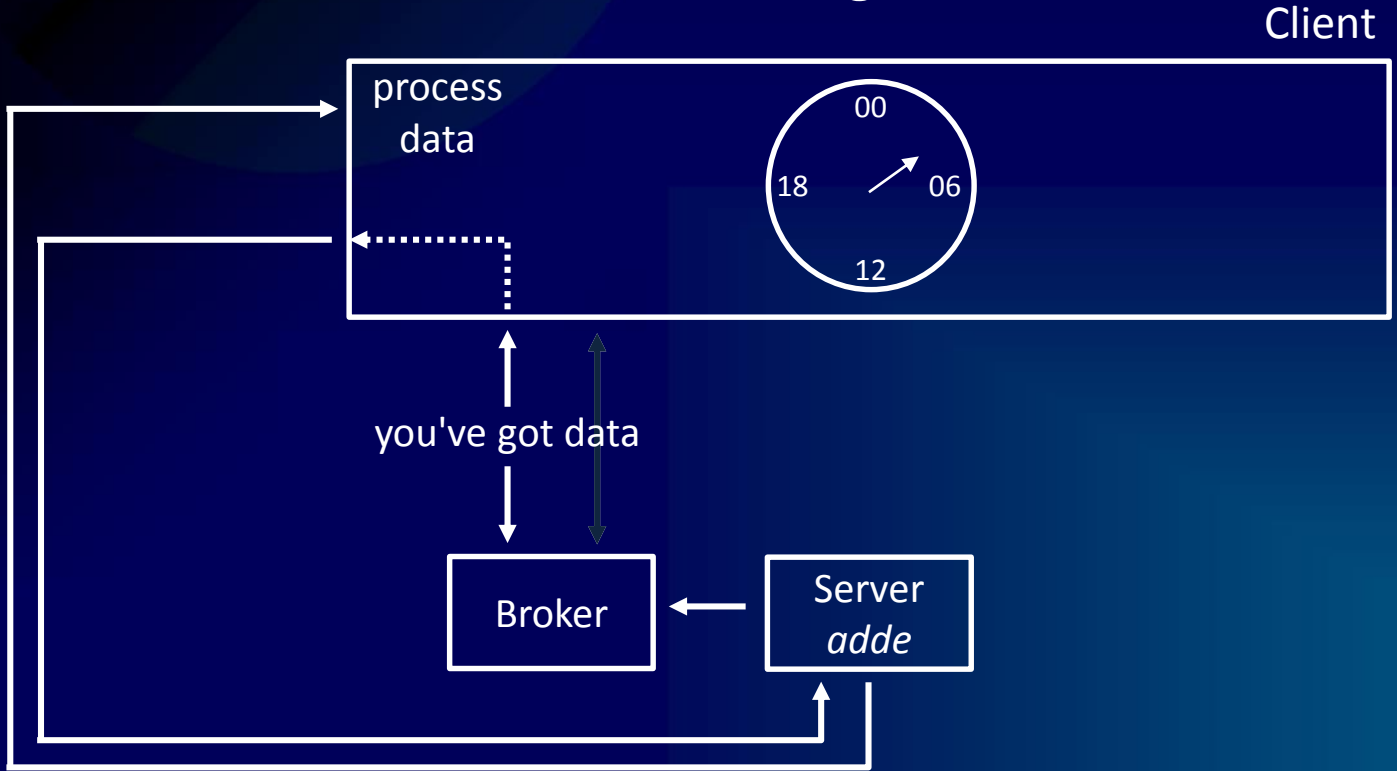 Client
process
data
00
18
06
12
you've got data
Broker
Server
adde